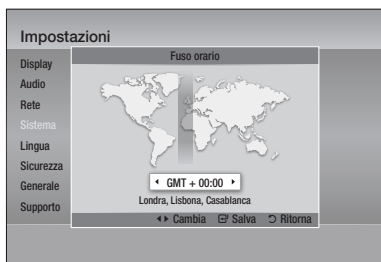 Impostazioni
Display
Audio
Rete
Sistema
Lingua
Sicurezza
Generale
Supporto
Fuso orario
GMT + 00:00
Londra, Lisbona, Casablanca
Cambia Salva Ritorna